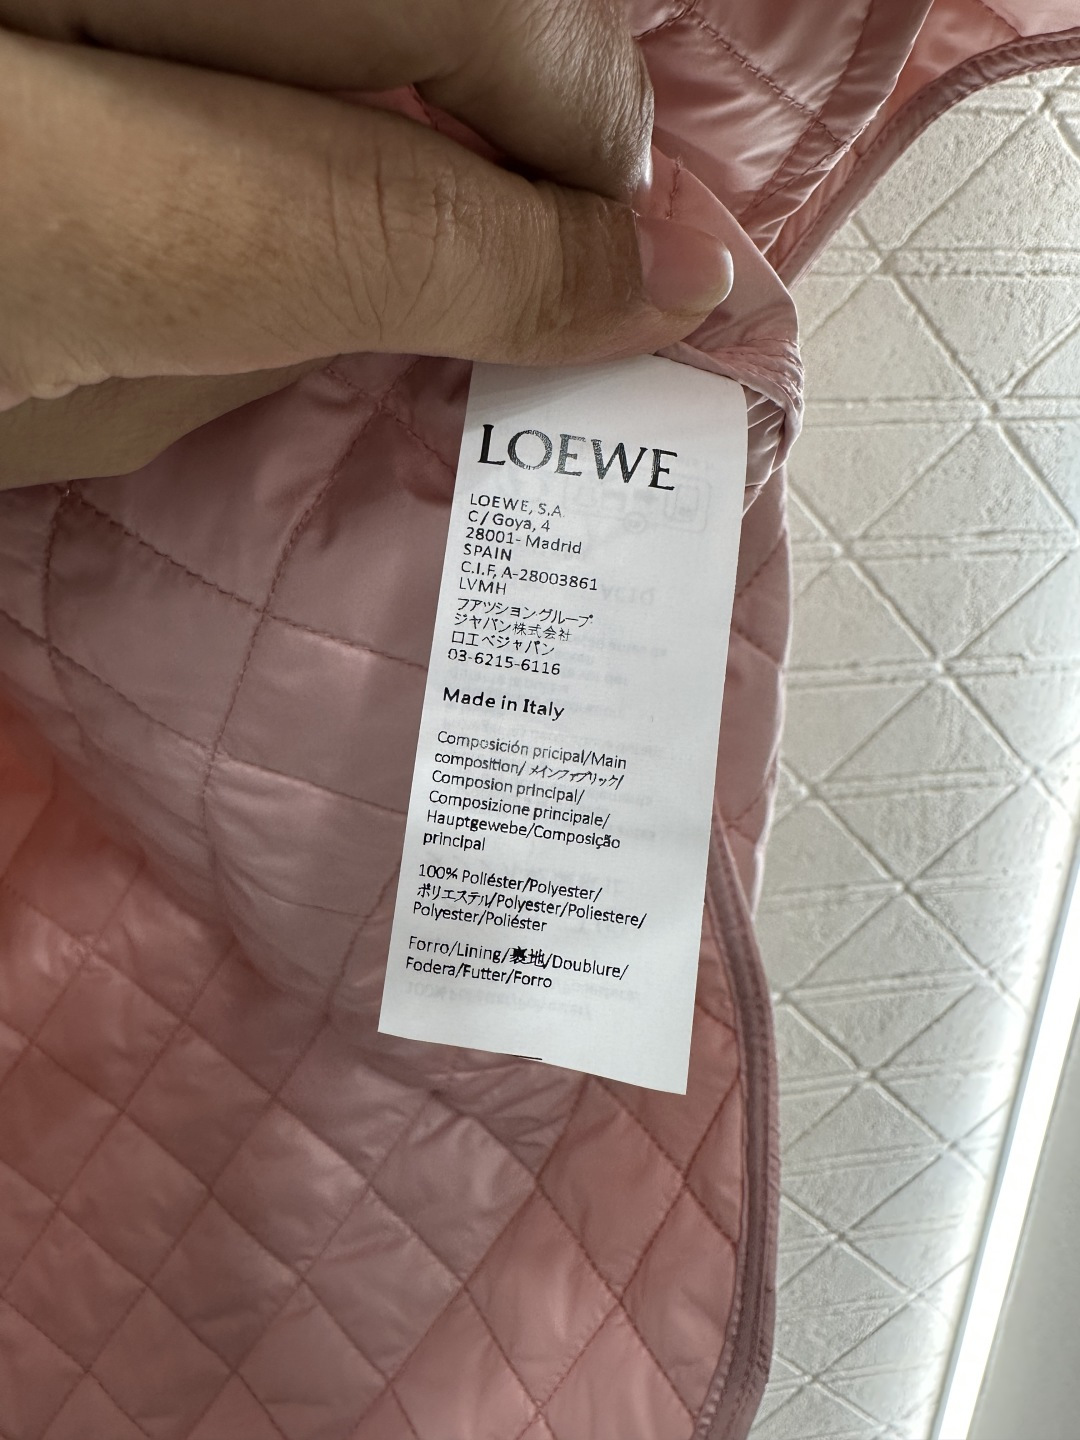 LOEWE
LOEWE, S.A.
C/ Goya, 4
28001- Madrid
SPAIN
C.I.F, A-28003861
LVMH
フアツション グループ
ジャパン株式会社
ロエベジャパン
03-6215-6116
Made in Italy
Composición pricipal/Main
composition/ メインファブリック/
Composion principal/
Composizione principale/
Hauptgewebe/Composição
principal
100% Poliéster/Polyester/
ポリエステル/Polyester/Poliestere/
Polyester/Poliéster
Forro/Lining/裏地/Doublure/
Fodera/Futter/Forro